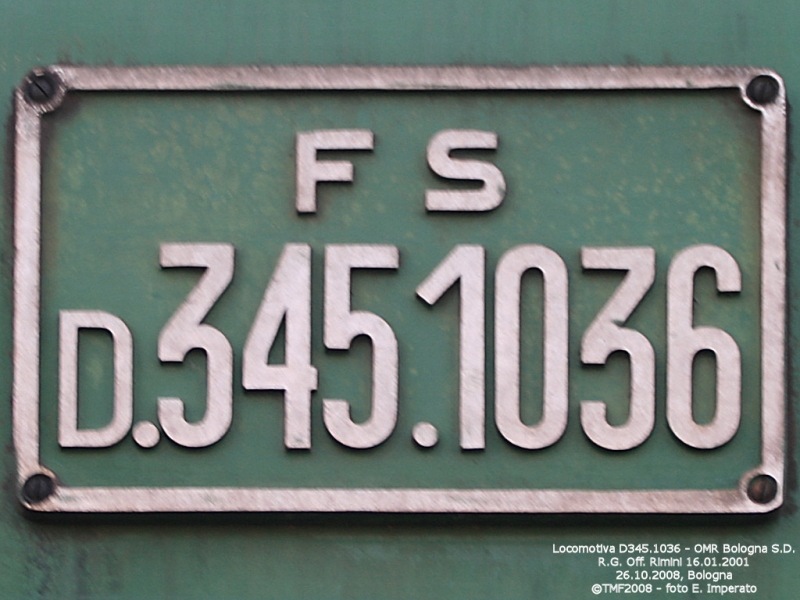 F S
D.345.1036
Locomotiva D345.1036 - OMR Bologna S.D.
R.G. Off. Rimini 16.01.2001
26.10.2008, Bologna
©TMF2008 - foto E. Imperato